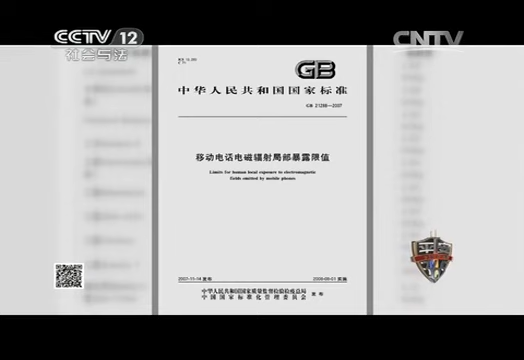 CCTV 12
社会与法
CNTV
GB
中华人民共和国国家标准
GB 21288—2007
移动电话电磁辐射局部暴露限值
Limits for human local exposure to electromagnetic
fields emitted by mobile phones
2007-11-14 发布
2008-08-01 实施
中华人民共和国国家质量监督检验检疫总局
中国国家标准化管理委员会
发布